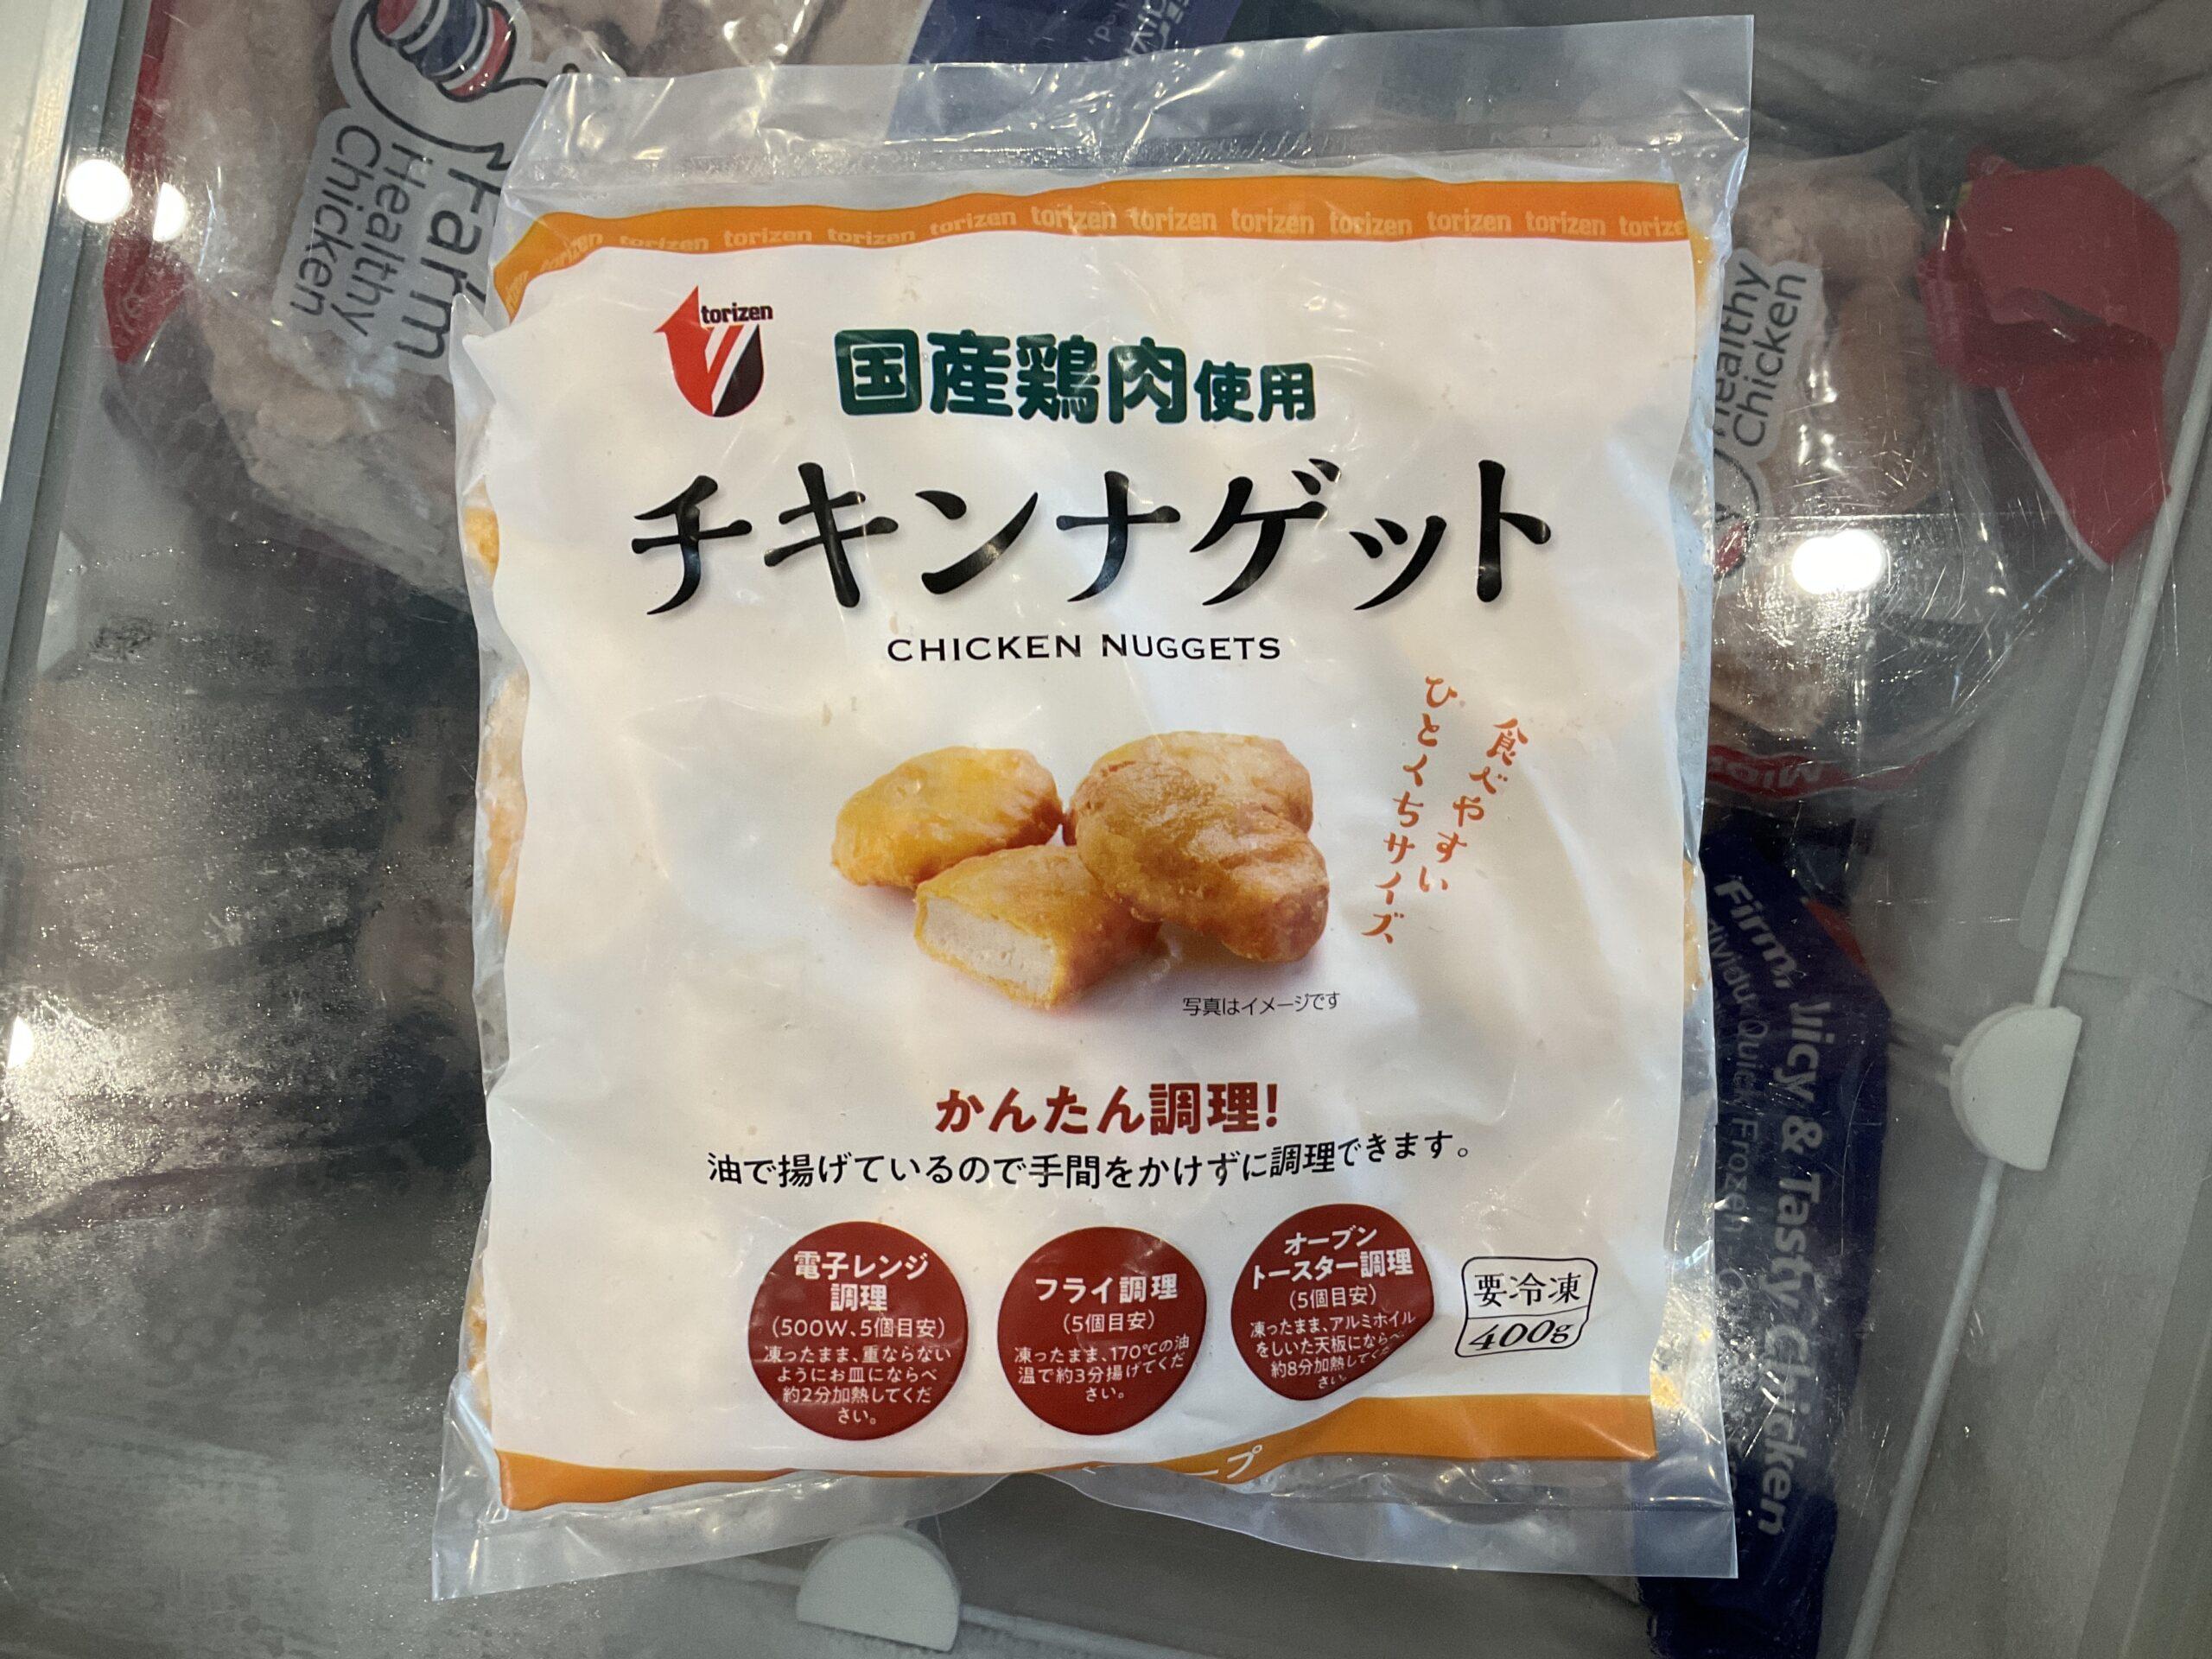 torizen torizen torizen torizen torizen torizen torizen torizen torizen torizen
torizen
国産鶏肉使用
チキンナゲット
CHICKEN NUGGETS
食べやすい
ひとくちサイズ
写真はイメージです
かんたん調理!
油で揚げているので手間をかけずに調理できます。
電子レンジ
調理
(500W、5個目安)
凍ったまま、重ならない
ようにお皿にならべ
約2分加熱してくだ
さい。
フライ調理
(5個目安)
凍ったまま、170℃の油
温で約3分揚げてくだ
さい。
オーブン
トースター調理
(5個目安)
凍ったまま、アルミホイル
をしいた天板にならべ
約8分加熱してくだ
さい。
要冷凍
400g
Farm
Healthy
Chicken
Healthy
Chicken
Firm, Juicy & Tasty Chicken
Quick Frozen